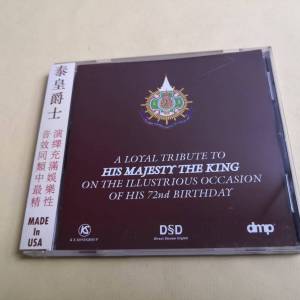 泰皇爵士
演繹充滿娛樂性
音效同類中最精
MADE
In
USA
A LOYAL TRIBUTE TO
HIS MAJESTY THE KING
ON THE ILLUSTRIOUS OCCASION
OF HIS 72nd BIRTHDAY
KS
DSD
Direct Stream Digital
dmp